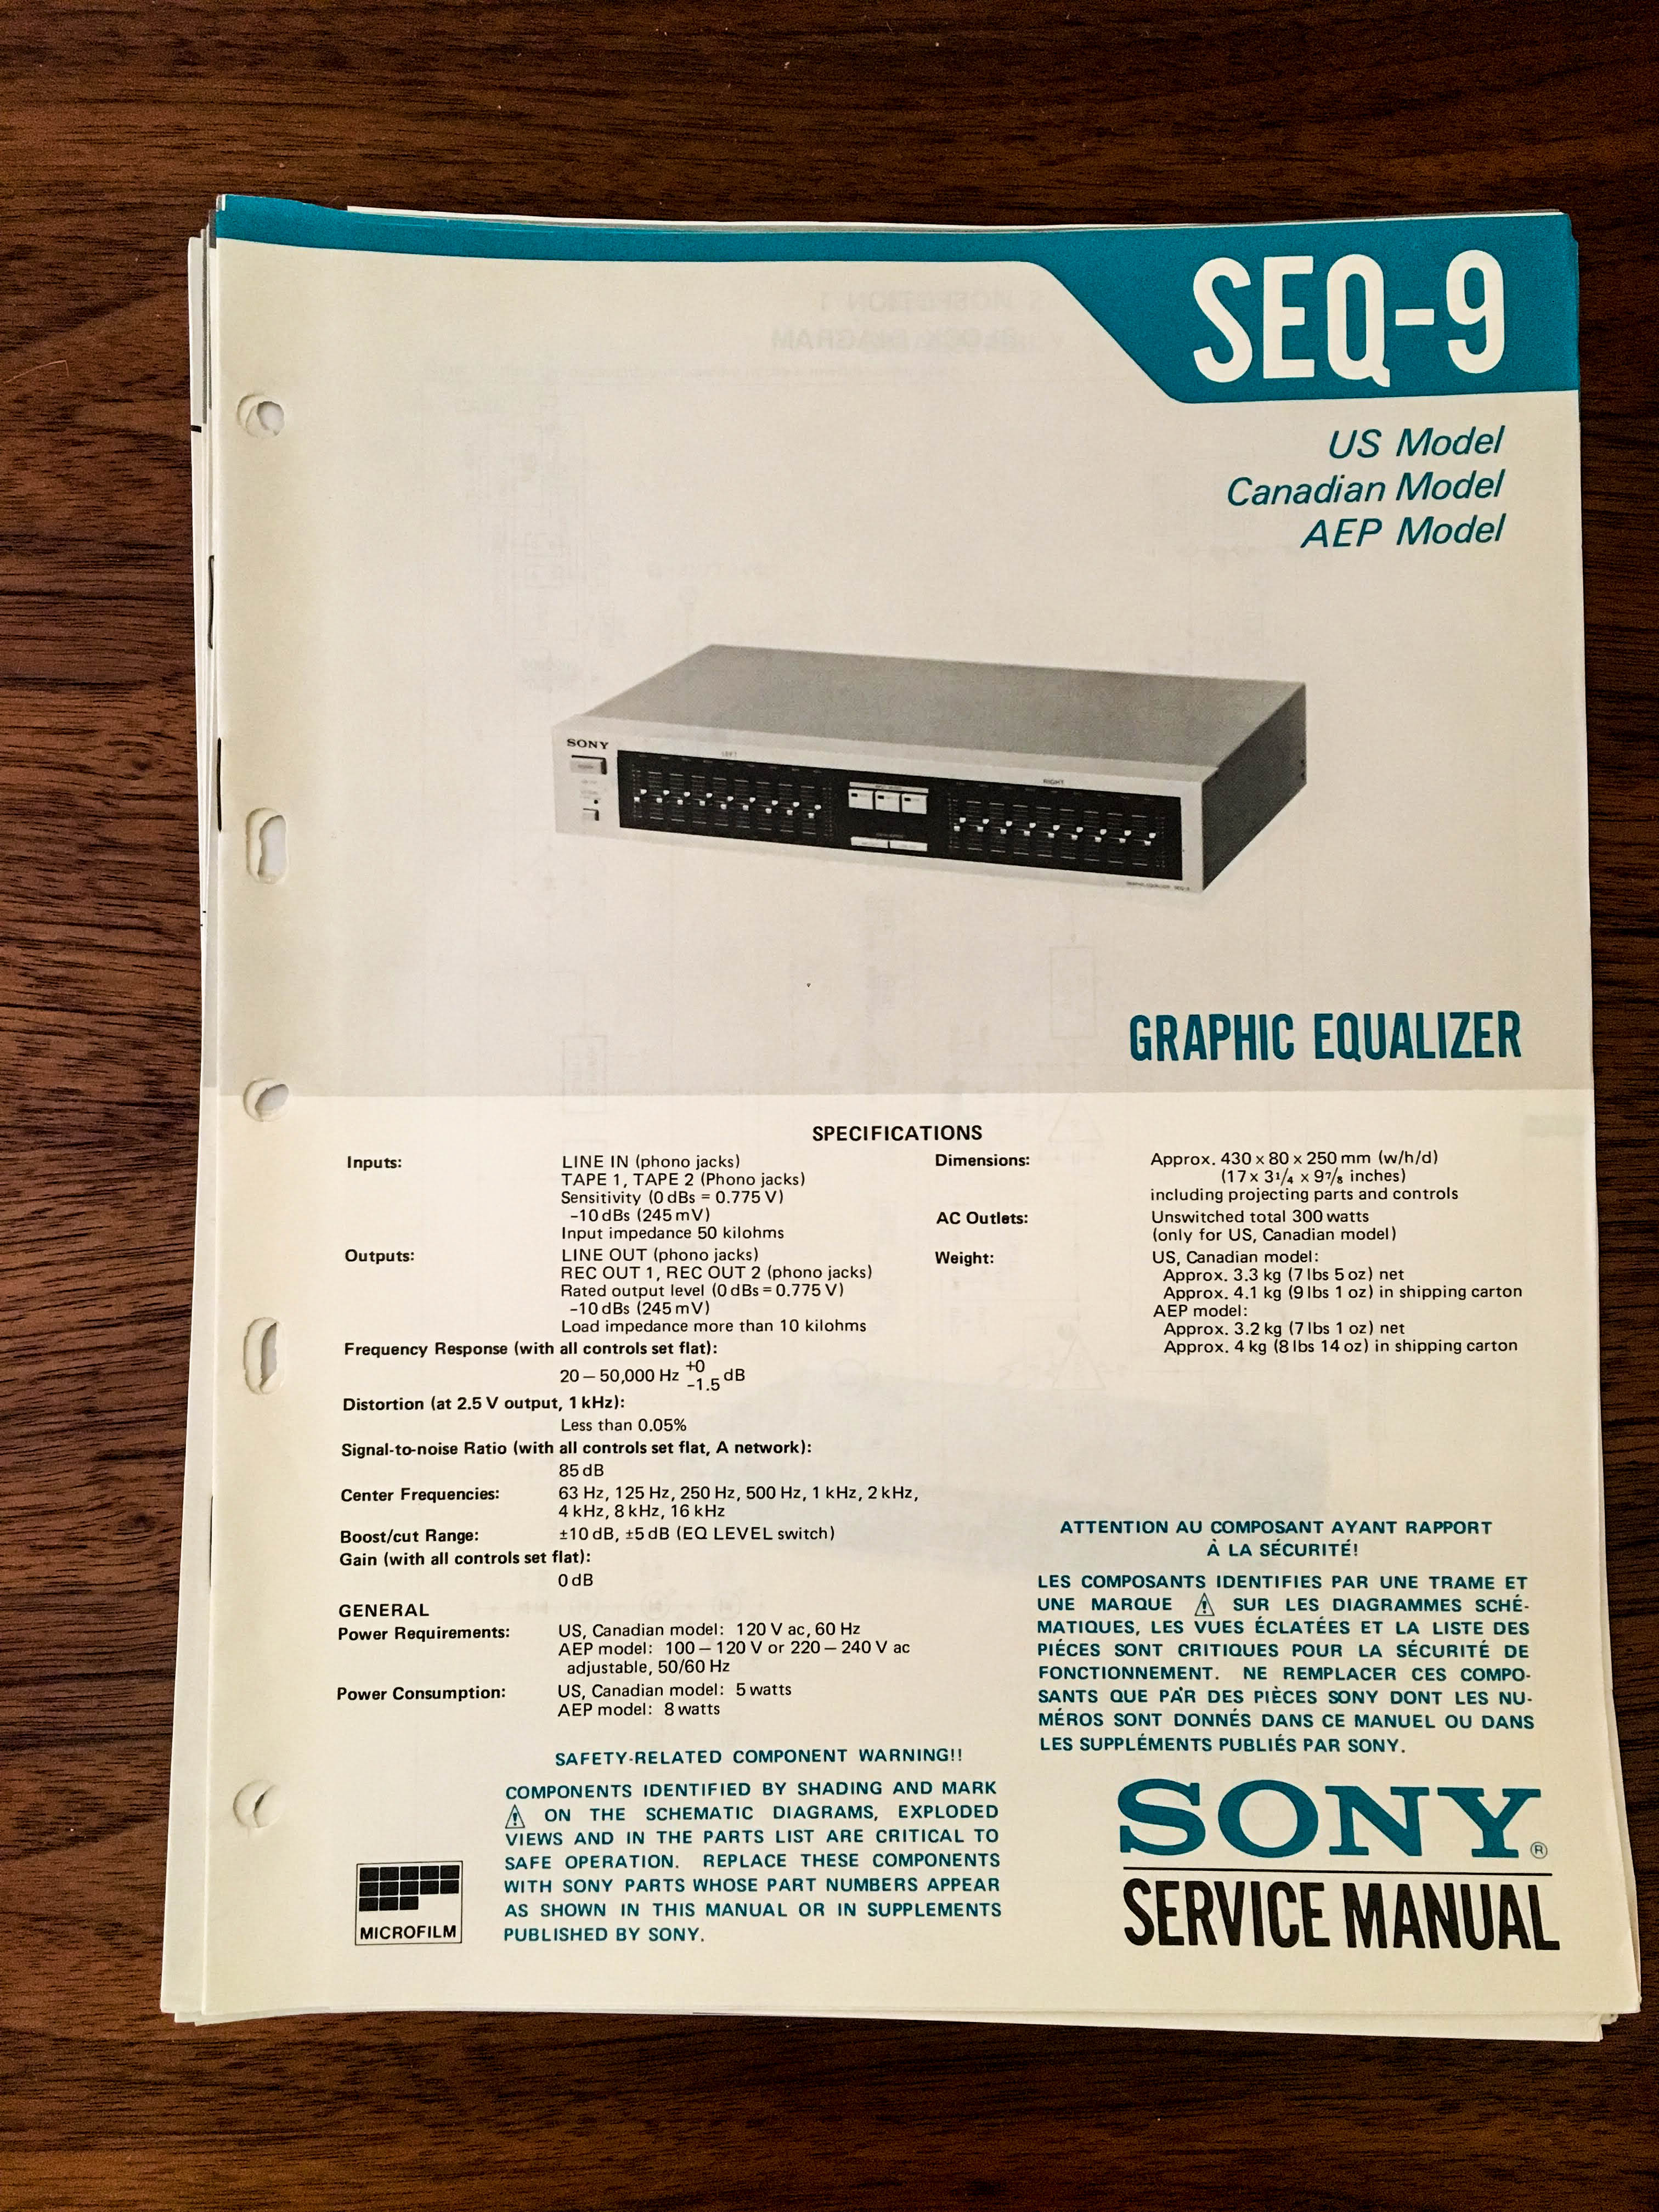 SEQ-9
US Model
Canadian Model
AEP Model
SONY
LEFT
RIGHT
GRAPHIC EQUALIZER
SPECIFICATIONS
Inputs: LINE IN (phono jacks)
TAPE 1, TAPE 2 (Phono jacks)
Sensitivity (0 dBs = 0.775 V)
–10 dBs (245 mV)
Input impedance 50 kilohms
Outputs: LINE OUT (phono jacks)
REC OUT 1, REC OUT 2 (phono jacks)
Rated output level (0 dBs = 0.775 V)
–10 dBs (245 mV)
Load impedance more than 10 kilohms
Frequency Response (with all controls set flat):
20 – 50,000 Hz +0 –1.5 dB
Distortion (at 2.5 V output, 1 kHz):
Less than 0.05%
Signal-to-noise Ratio (with all controls set flat, A network):
85 dB
Center Frequencies: 63 Hz, 125 Hz, 250 Hz, 500 Hz, 1 kHz, 2 kHz,
4 kHz, 8 kHz, 16 kHz
Boost/cut Range: ±10 dB, ±5 dB (EQ LEVEL switch)
Gain (with all controls set flat):
0 dB
GENERAL
Power Requirements: US, Canadian model: 120 V ac, 60 Hz
AEP model: 100 – 120 V or 220 – 240 V ac
adjustable, 50/60 Hz
Power Consumption: US, Canadian model: 5 watts
AEP model: 8 watts
Dimensions: Approx. 430 x 80 x 250 mm (w/h/d)
(17 x 3 1/4 x 9 7/8 inches)
including projecting parts and controls
AC Outlets: Unswitched total 300 watts
(only for US, Canadian model)
Weight: US, Canadian model:
Approx. 3.3 kg (7 lbs 5 oz) net
Approx. 4.1 kg (9 lbs 1 oz) in shipping carton
AEP model:
Approx. 3.2 kg (7 lbs 1 oz) net
Approx. 4 kg (8 lbs 14 oz) in shipping carton
SAFETY-RELATED COMPONENT WARNING!!
COMPONENTS IDENTIFIED BY SHADING AND MARK
⚠ ON THE SCHEMATIC DIAGRAMS, EXPLODED
VIEWS AND IN THE PARTS LIST ARE CRITICAL TO
SAFE OPERATION. REPLACE THESE COMPONENTS
WITH SONY PARTS WHOSE PART NUMBERS APPEAR
AS SHOWN IN THIS MANUAL OR IN SUPPLEMENTS
PUBLISHED BY SONY.
ATTENTION AU COMPOSANT AYANT RAPPORT
À LA SÉCURITÉ!
LES COMPOSANTS IDENTIFIES PAR UNE TRAME ET
UNE MARQUE ⚠ SUR LES DIAGRAMMES SCHÉ-
MATIQUES, LES VUES ÉCLATÉES ET LA LISTE DES
PIÉCES SONT CRITIQUES POUR LA SÉCURITÉ DE
FONCTIONNEMENT. NE REMPLACER CES COMPO-
SANTS QUE PAR DES PIÈCES SONY DONT LES NU-
MÉROS SONT DONNÉS DANS CE MANUEL OU DANS
LES SUPPLÉMENTS PUBLIÉS PAR SONY.
MICROFILM
SONY®
SERVICE MANUAL